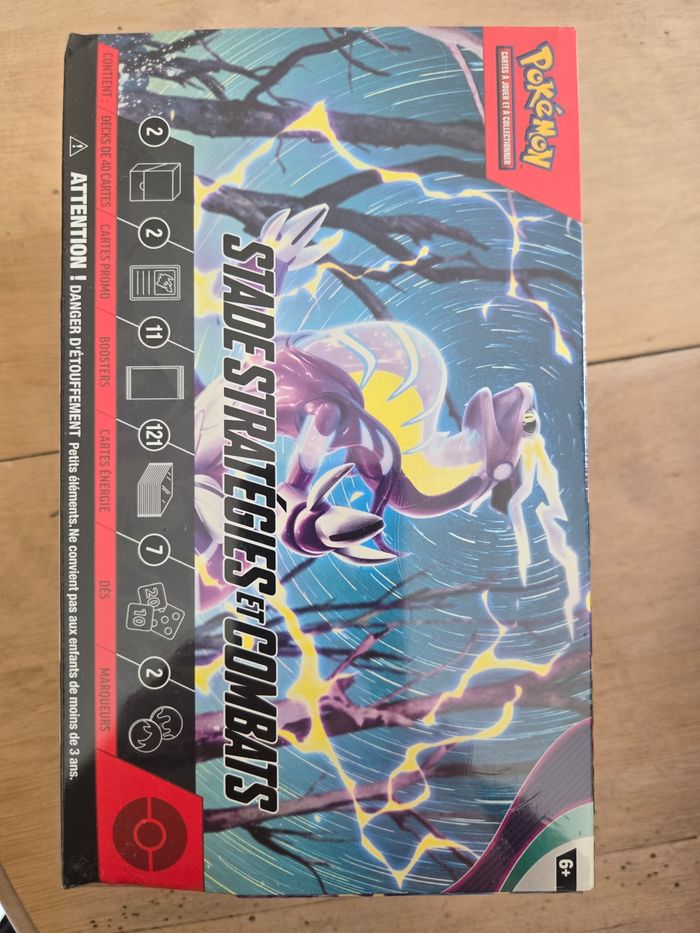 POKÉMON
CARTES À JOUER ET À COLLECTIONNER
6+
STADE STRATÉGIES ET COMBATS
2 2 11 121 7 2
20
10
CONTIENT : / DECKS DE 40 CARTES / CARTES PROMO / BOOSTERS / CARTES ÉNERGIE / DÉS / MARQUEURS
ATTENTION ! DANGER D'ÉTOUFFEMENT Petits éléments. Ne convient pas aux enfants de moins de 3 ans.